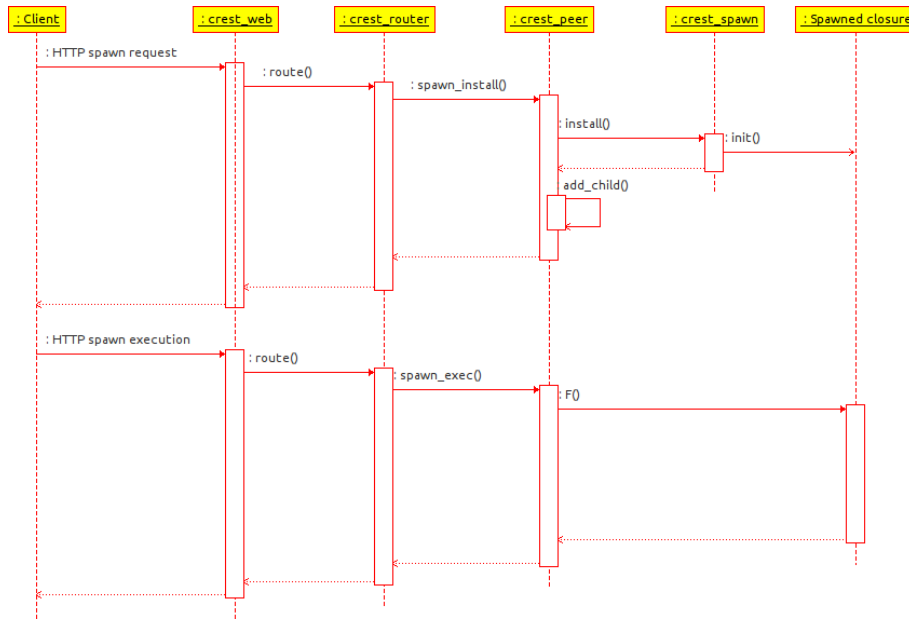 : Client
: crest_web
: crest_router
: crest_peer
: crest_spawn
: Spawned closure
: HTTP spawn request
: route()
: spawn_install()
: install()
: init()
: add_child()
: HTTP spawn execution
: route()
: spawn_exec()
: F()